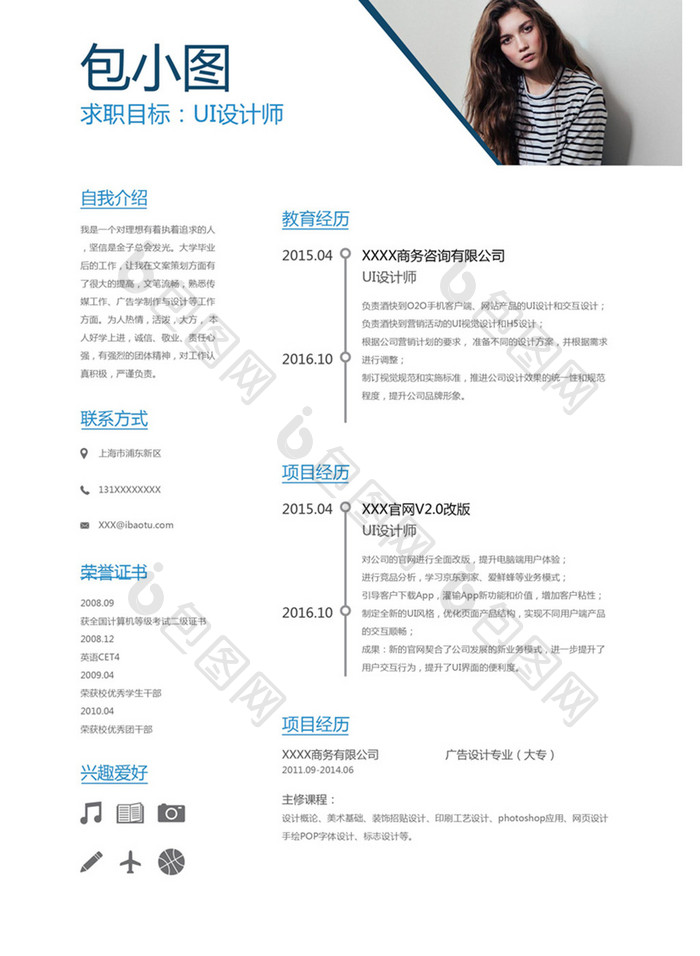 包小图
求职目标：UI设计师
自我介绍
我是一个对理想有着执着追求的人
，坚信是金子总会发光。大学毕业
后的工作，让我在文案策划方面有
了很大的提高，文笔流畅，熟悉传
媒工作、广告学制作与设计等工作
方面。为人热情，活泼，大方， 本
人好学上进，诚信、敬业、责任心
强，有强烈的团体精神，对工作认
真积极，严谨负责。
联系方式
上海市浦东新区
131XXXXXXXX
XXX@ibaotu.com
荣誉证书
2008.09
获全国计算机等级考试二级证书
2008.12
英语CET4
2009.04
荣获校优秀学生干部
2010.04
荣获校优秀团干部
兴趣爱好
教育经历
2015.04
XXXX商务咨询有限公司
UI设计师
负责酒快到O2O手机客户端、网站产品的UI设计和交互设计；
负责酒快到营销活动的UI视觉设计和H5设计；
根据公司营销计划的要求， 准备不同的设计方案，并根据需求
2016.10
进行调整；
制订视觉规范和实施标准，推进公司设计效果的统一性和规范
程度，提升公司品牌形象。
项目经历
2015.04
XXX官网V2.0改版
UI设计师
对公司的官网进行全面改版，提升电脑端用户体验；
进行竞品分析，学习京东到家、爱鲜蜂等业务模式；
引导客户下载App，灌输App新功能和价值，增加客户粘性；
2016.10
制定全新的UI风格，优化页面产品结构，实现不同用户端产品
的交互顺畅；
成果：新的官网契合了公司发展的新业务模式，进一步提升了
用户交互行为，提升了UI界面的便利度。
项目经历
XXXX商务有限公司
广告设计专业（大专）
2011.09-2014.06
主修课程：
设计概论、美术基础、装饰招贴设计、印刷工艺设计、photoshop应用、网页设计
手绘POP字体设计、标志设计等。
包图网
包图网
包图网
包图网
包图网